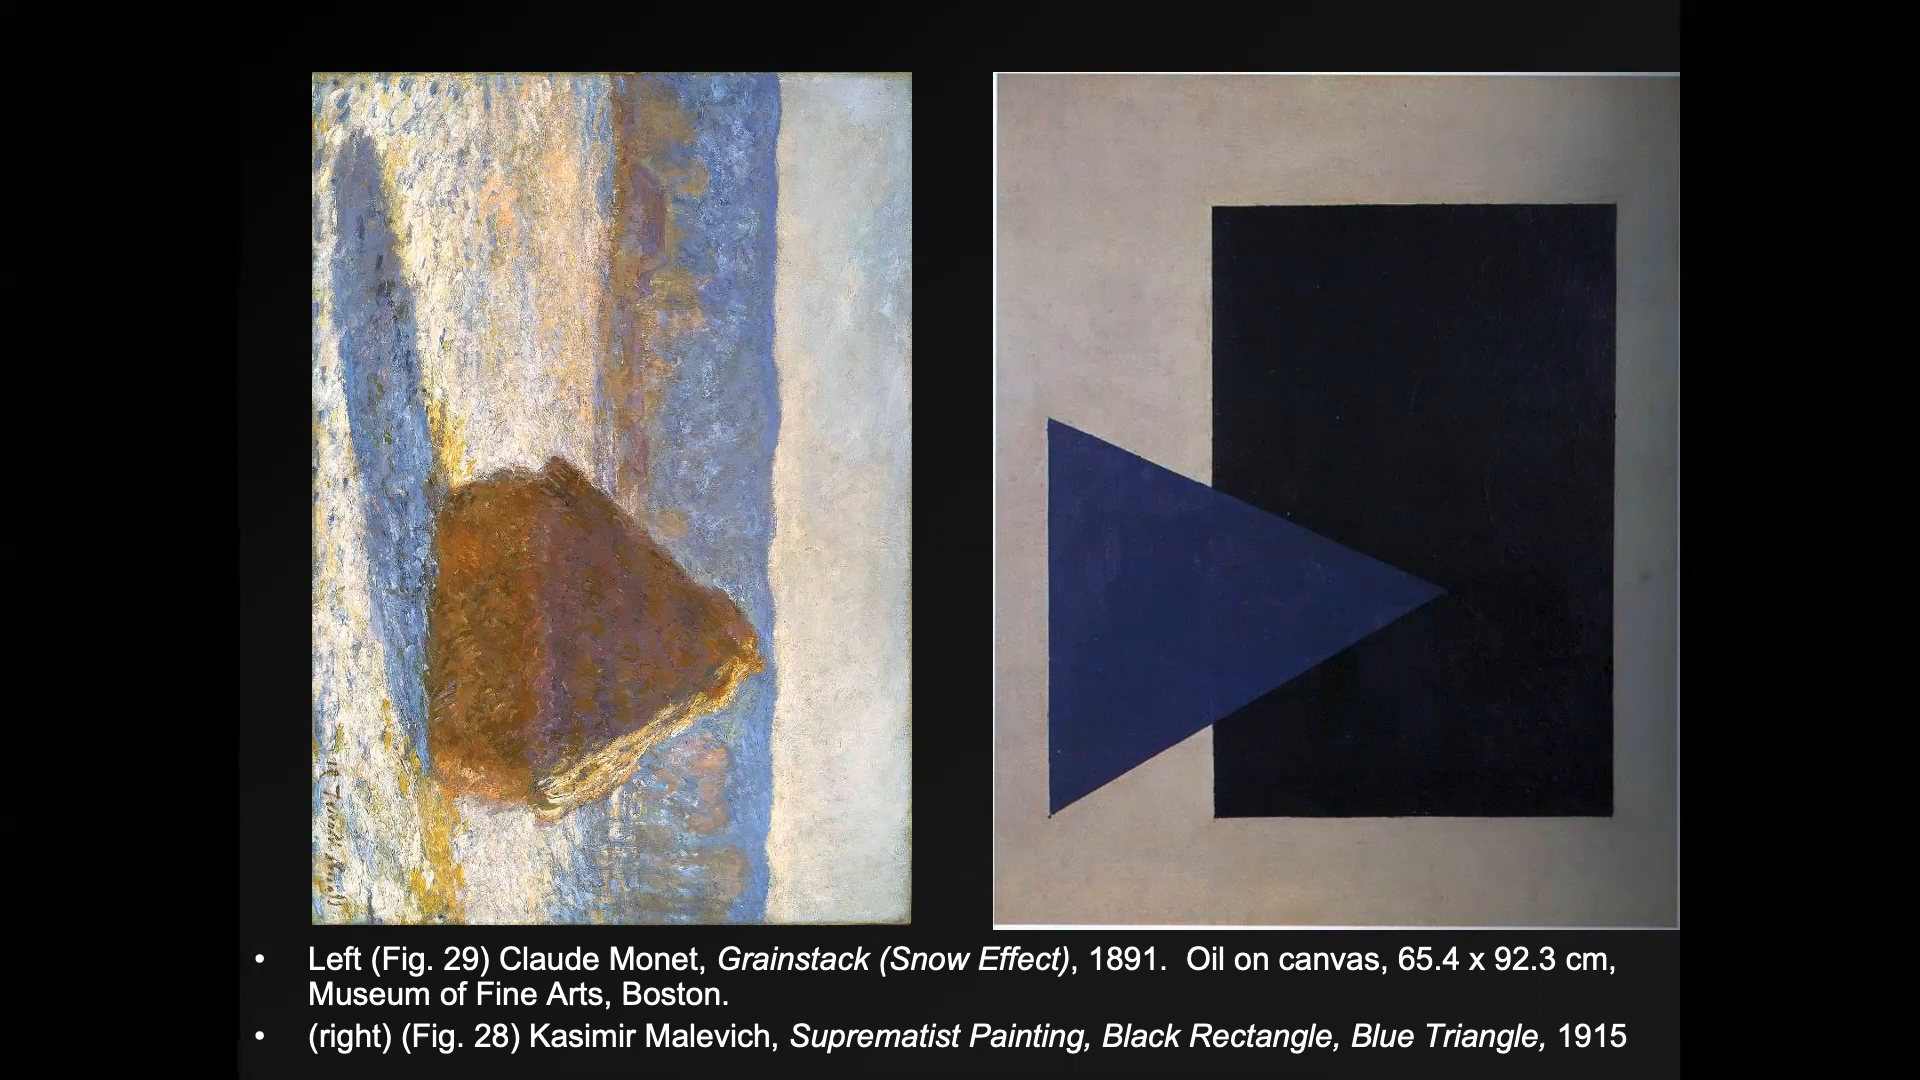 • Left (Fig. 29) Claude Monet, Grainstack (Snow Effect), 1891.  Oil on canvas, 65.4 x 92.3 cm,
Museum of Fine Arts, Boston.
• (right) (Fig. 28) Kasimir Malevich, Suprematist Painting, Black Rectangle, Blue Triangle, 1915